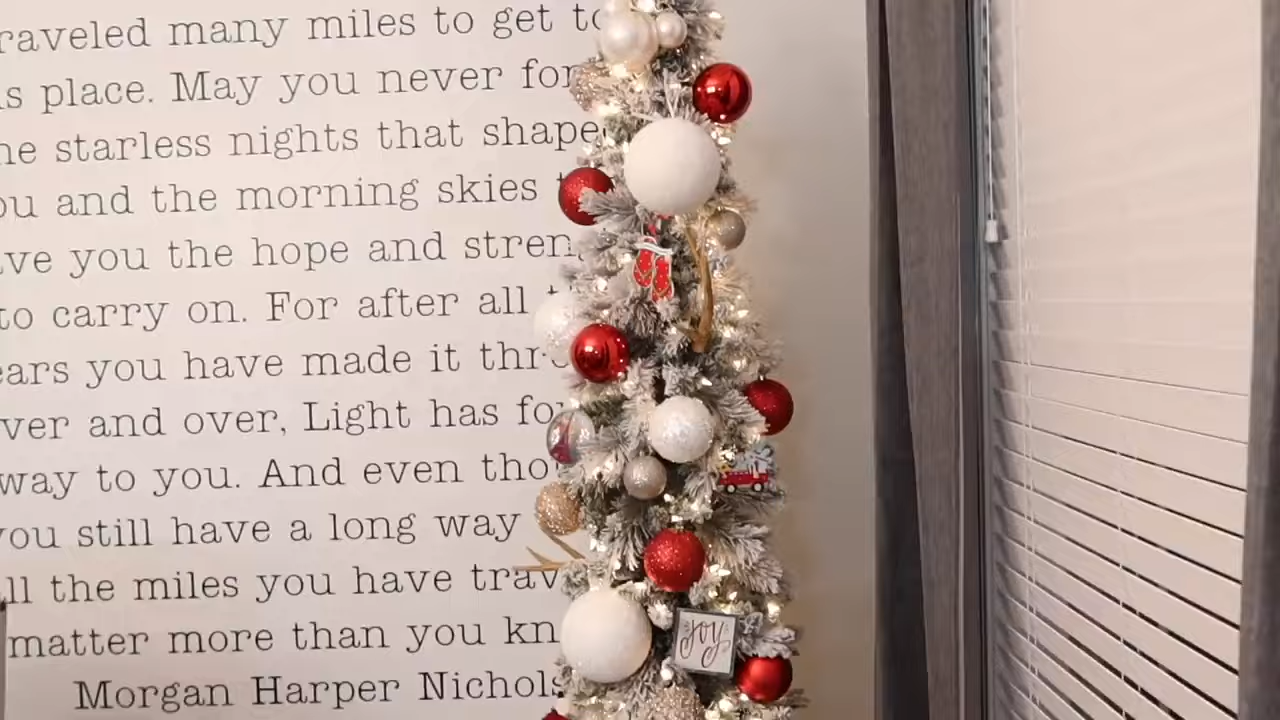 raveled many miles to get to
is place. May you never for
he starless nights that shape
ou and the morning skies
ve you the hope and stren
to carry on. For after all
ears you have made it thr
ver and over, Light has fo
way to you. And even tho
you still have a long way
ll the miles you have trav
matter more than you kn
Morgan Harper Nichols
joy